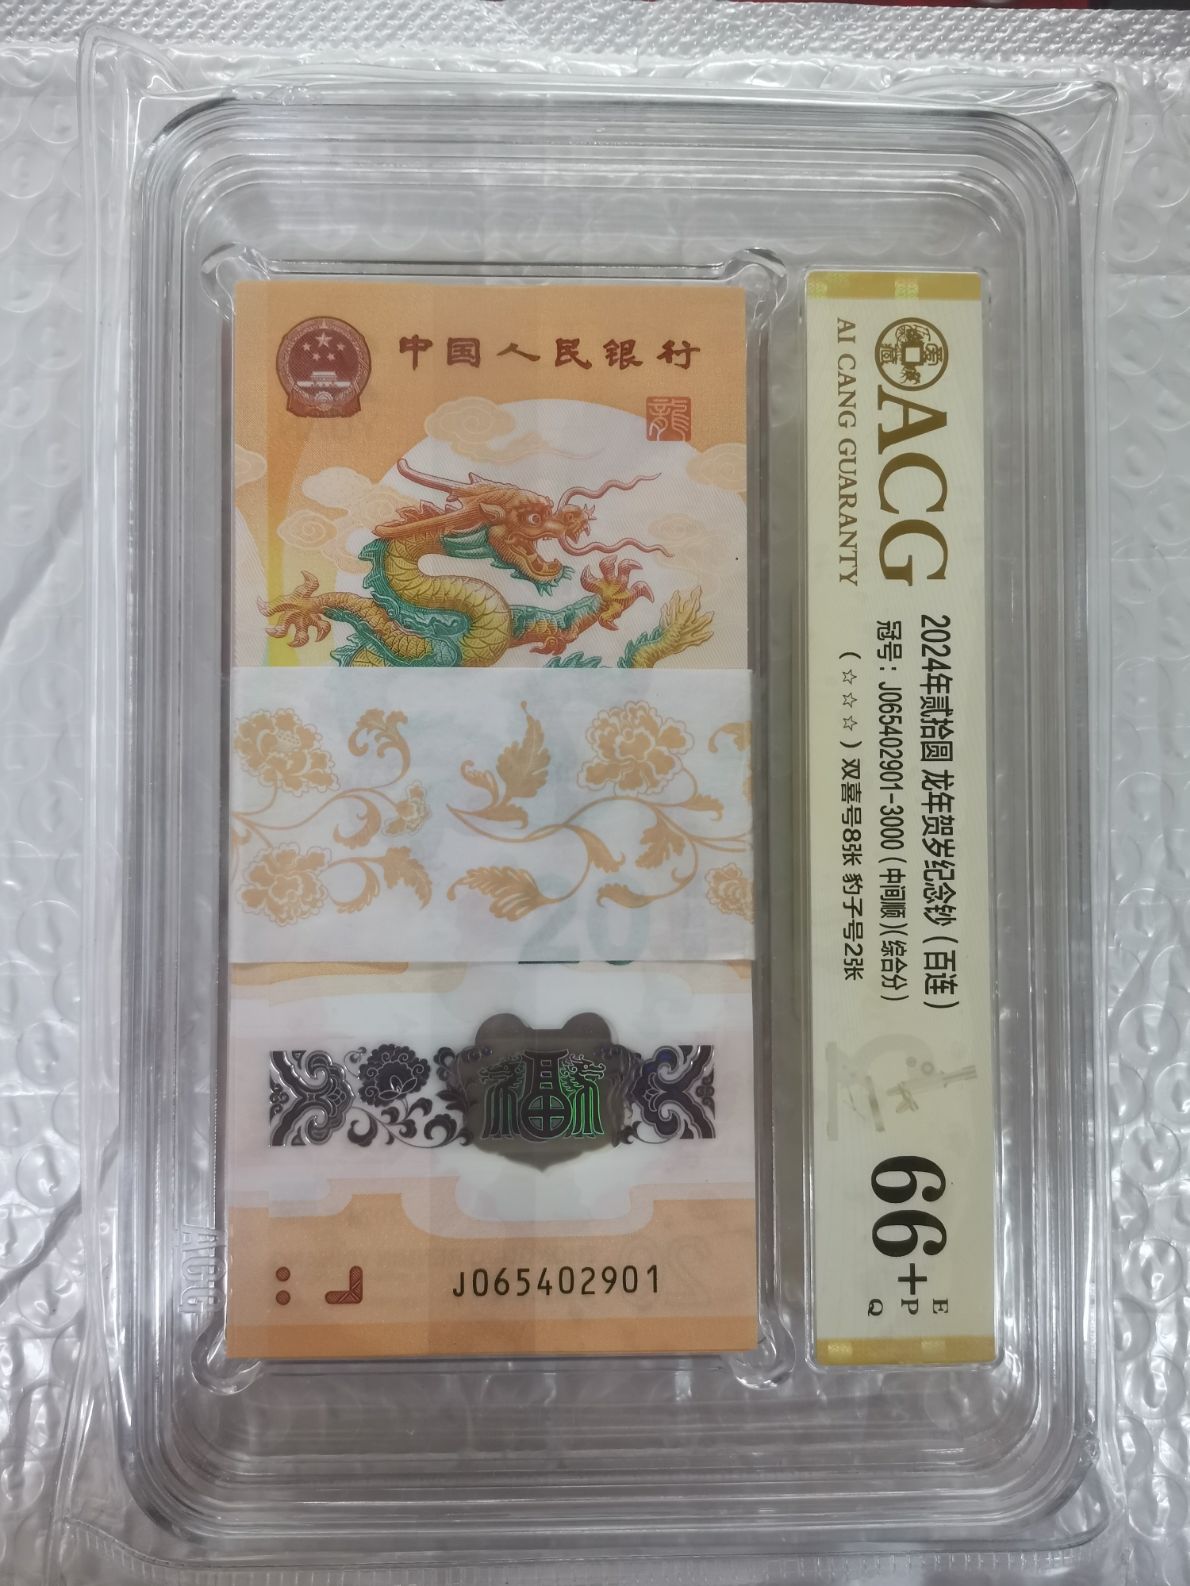 中国人民银行
龍
20
J065402901
ACG
ACG
AI CANG GUARANTY
2024年贰拾圆 龙年贺岁纪念钞（百连）
冠号：J065402901-3000（中间顺）（综合分）
（☆☆☆）双喜号8张 豹子号2张
66+
E
P
Q